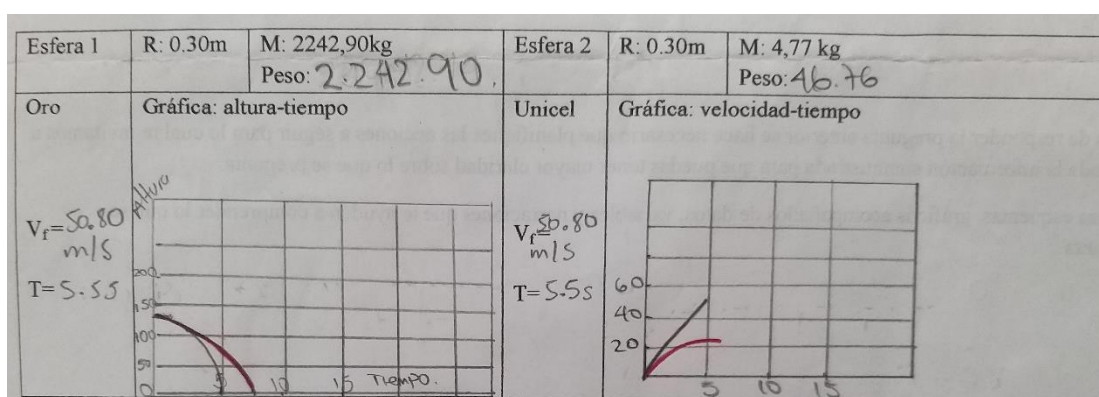 Esfera 1
R: 0.30m
M: 2242,90kg
Peso: 2.242.90.
Esfera 2
R: 0.30m
M: 4,77 kg
Peso: 46.76
Oro
Gráfica: altura-tiempo
Unicel
Gráfica: velocidad-tiempo
Altura
Vf=50.80
m/s
T= 5.55
200
150
100
50
0
5
10
15
Tiempo.
Vf=50.80
m/s
T= 5.5s
60
40
20
5
10
15